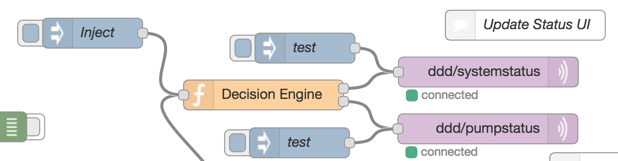 Update Status UI
Inject
test
ddd/systemstatus
connected
Decision Engine
ddd/pumpstatus
test
connected